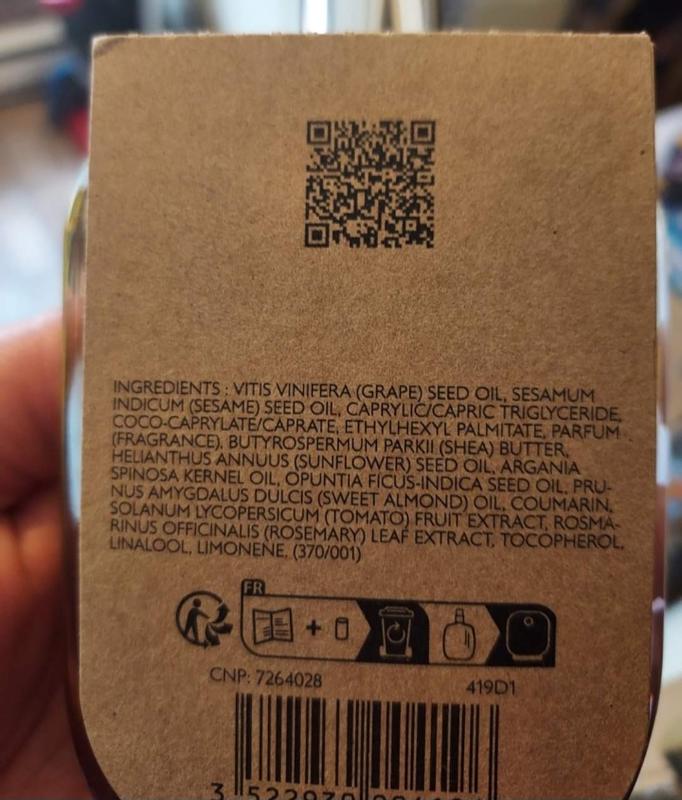 INGREDIENTS : VITIS VINIFERA (GRAPE) SEED OIL, SESAMUM
INDICUM (SESAME) SEED OIL, CAPRYLIC/CAPRIC TRIGLYCERIDE,
COCO-CAPRYLATE/CAPRATE, ETHYLHEXYL PALMITATE, PARFUM
(FRAGRANCE), BUTYROSPERMUM PARKII (SHEA) BUTTER,
HELIANTHUS ANNUUS (SUNFLOWER) SEED OIL, ARGANIA
SPINOSA KERNEL OIL, OPUNTIA FICUS-INDICA SEED OIL, PRU-
NUS AMYGDALUS DULCIS (SWEET ALMOND) OIL, COUMARIN,
SOLANUM LYCOPERSICUM (TOMATO) FRUIT EXTRACT, ROSMA-
RINUS OFFICINALIS (ROSEMARY) LEAF EXTRACT, TOCOPHEROL,
LINALOOL, LIMONENE, (370/001)
FR
+
CNP: 7264028
419D1
3 522930